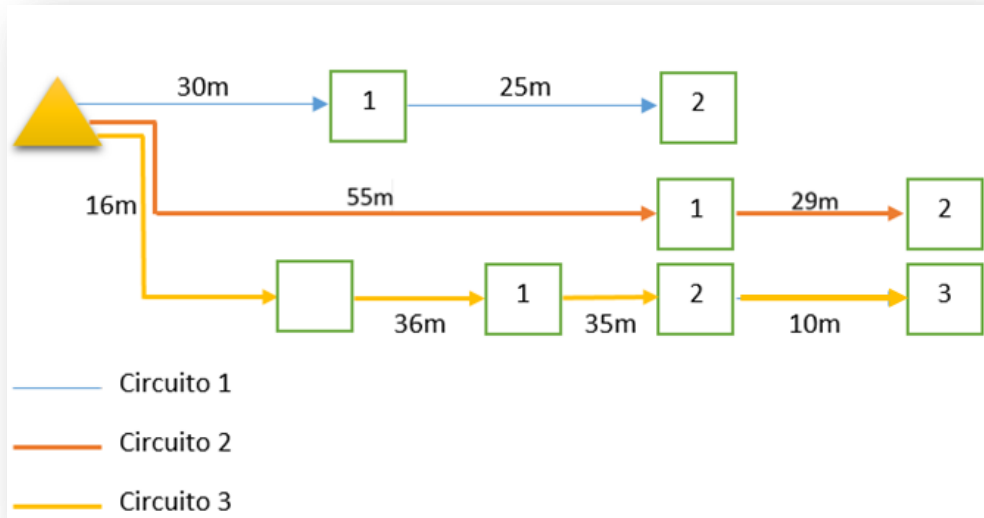 30m 1 25m 2
55m 1 29m 2
16m
1 2 3
36m 35m 10m
Circuito 1
Circuito 2
Circuito 3